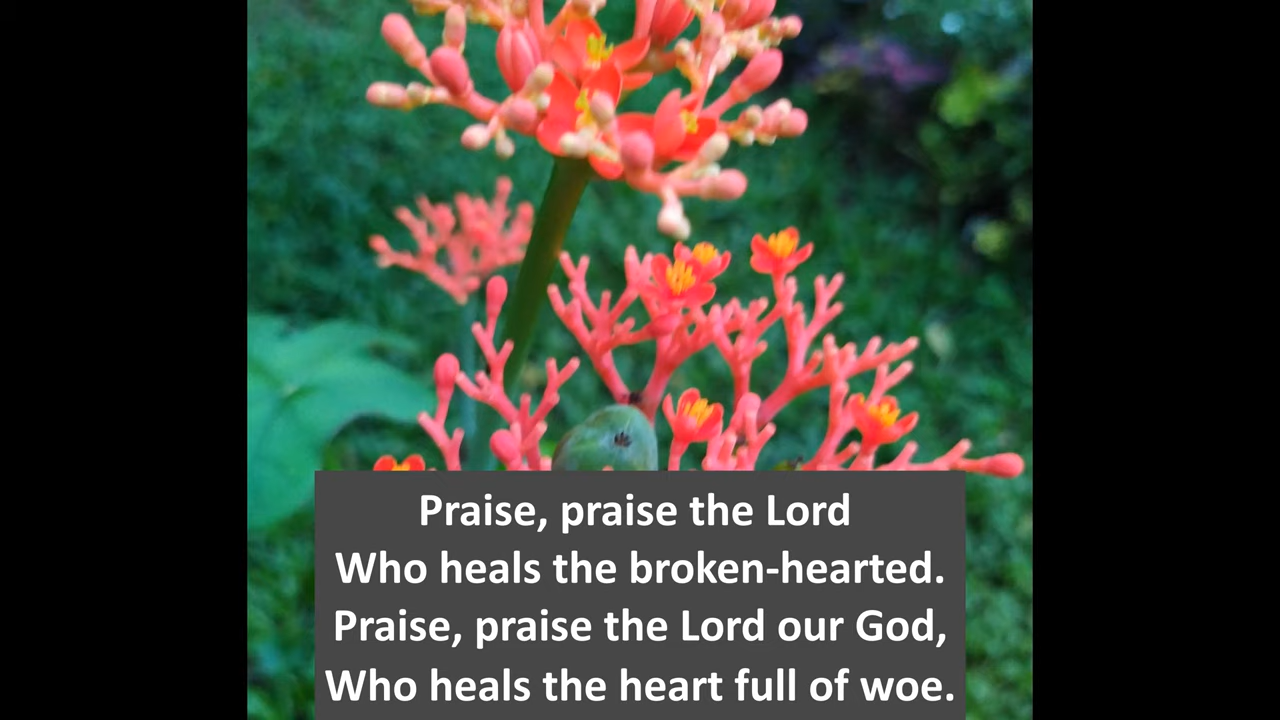 Praise, praise the Lord
Who heals the broken-hearted.
Praise, praise the Lord our God,
Who heals the heart full of woe.